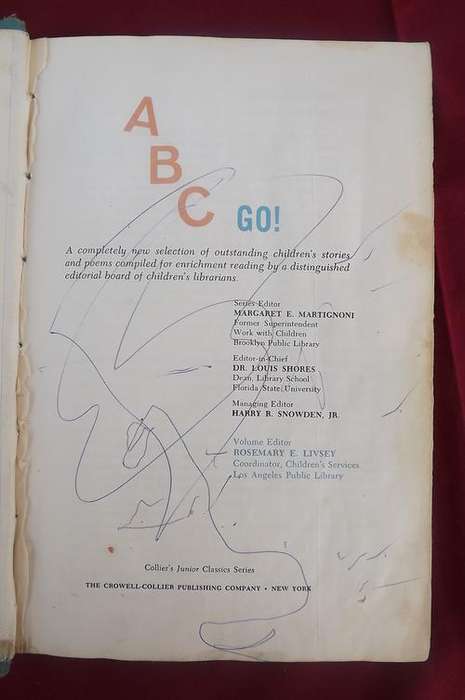 A
B
C GO!
A completely new selection of outstanding children's stories
and poems compiled for enrichment reading by a distinguished
editorial board of children's librarians.
Series Editor
MARGARET E. MARTIGNONI
Former Superintendent
Work with Children
Brooklyn Public Library
Editor-in-Chief
DR. LOUIS SHORES
Dean, Library School
Florida State University
Managing Editor
HARRY R. SNOWDEN, JR.
Volume Editor
ROSEMARY E. LIVSEY
Coordinator, Children's Services
Los Angeles Public Library
Collier's Junior Classics Series
THE CROWELL-COLLIER PUBLISHING COMPANY • NEW YORK